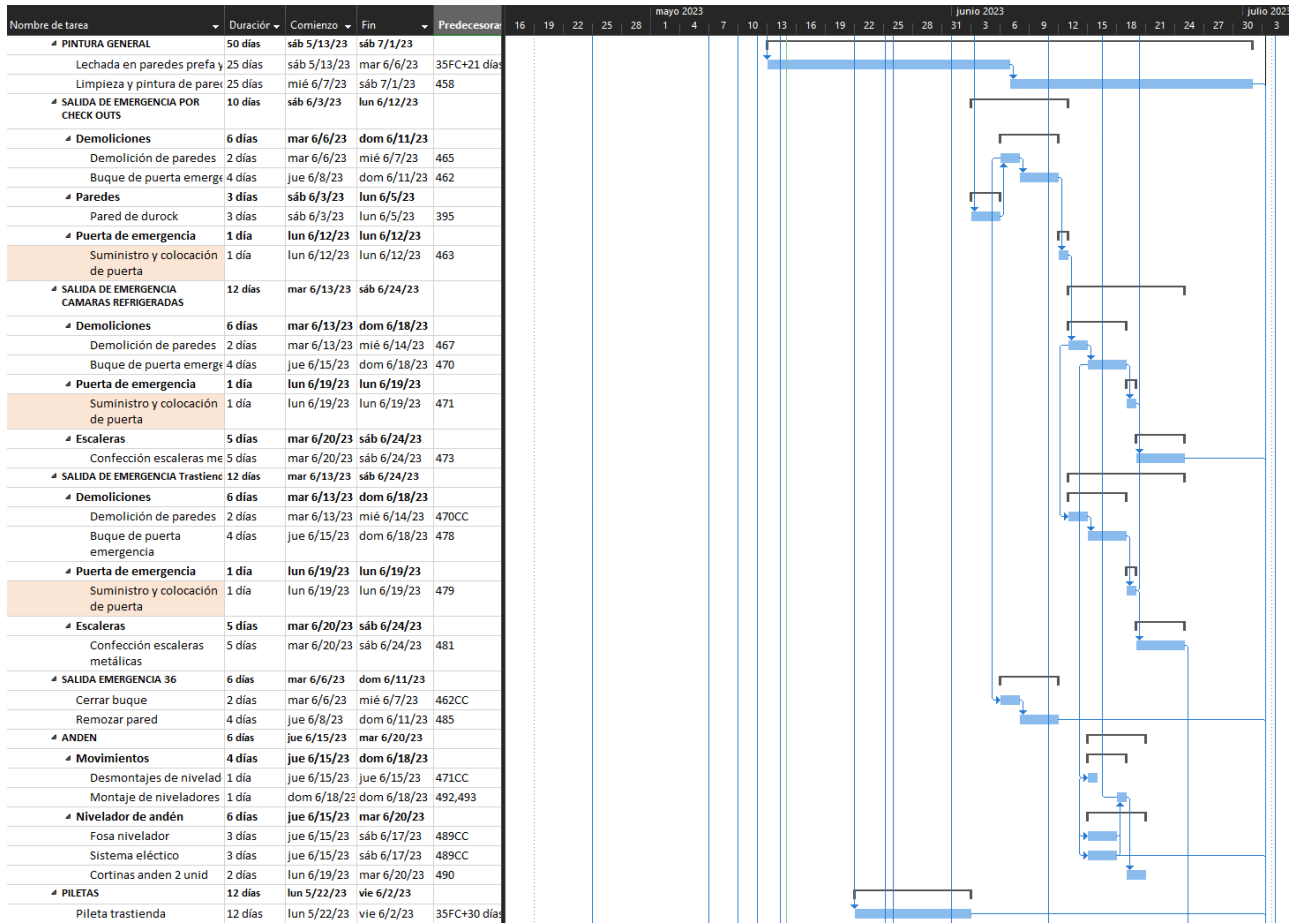 mayo 2023 junio 2023 julio 2023
Nombre de tarea Duración Comienzo Fin Predecesoras 16 19 22 25 28 1 4 7 10 13 16 19 22 25 28 31 3 6 9 12 15 18 21 24 27 30 3
PINTURA GENERAL 50 días sáb 5/13/23 sáb 7/1/23
Lechada en paredes prefa y 25 días sáb 5/13/23 mar 6/6/23 35FC+21 días
Limpieza y pintura de pared 25 días mié 6/7/23 sáb 7/1/23 458
SALIDA DE EMERGENCIA POR 10 días sáb 6/3/23 lun 6/12/23
CHECK OUTS
Demoliciones 6 días mar 6/6/23 dom 6/11/23
Demolición de paredes 2 días mar 6/6/23 mié 6/7/23 465
Buque de puerta emerge 4 días jue 6/8/23 dom 6/11/23 462
Paredes 3 días sáb 6/3/23 lun 6/5/23
Pared de durock 3 días sáb 6/3/23 lun 6/5/23 395
Puerta de emergencia 1 día lun 6/12/23 lun 6/12/23
Suministro y colocación 1 día lun 6/12/23 lun 6/12/23 463
de puerta
SALIDA DE EMERGENCIA 12 días mar 6/13/23 sáb 6/24/23
CAMARAS REFRIGERADAS
Demoliciones 6 días mar 6/13/23 dom 6/18/23
Demolición de paredes 2 días mar 6/13/23 mié 6/14/23 467
Buque de puerta emerge 4 días jue 6/15/23 dom 6/18/23 470
Puerta de emergencia 1 día lun 6/19/23 lun 6/19/23
Suministro y colocación 1 día lun 6/19/23 lun 6/19/23 471
de puerta
Escaleras 5 días mar 6/20/23 sáb 6/24/23
Confección escaleras me 5 días mar 6/20/23 sáb 6/24/23 473
SALIDA DE EMERGENCIA Trastiend 12 días mar 6/13/23 sáb 6/24/23
Demoliciones 6 días mar 6/13/23 dom 6/18/23
Demolición de paredes 2 días mar 6/13/23 mié 6/14/23 470CC
Buque de puerta 4 días jue 6/15/23 dom 6/18/23 478
emergencia
Puerta de emergencia 1 día lun 6/19/23 lun 6/19/23
Suministro y colocación 1 día lun 6/19/23 lun 6/19/23 479
de puerta
Escaleras 5 días mar 6/20/23 sáb 6/24/23
Confección escaleras 5 días mar 6/20/23 sáb 6/24/23 481
metálicas
SALIDA EMERGENCIA 36 6 días mar 6/6/23 dom 6/11/23
Cerrar buque 2 días mar 6/6/23 mié 6/7/23 462CC
Remozar pared 4 días jue 6/8/23 dom 6/11/23 485
ANDEN 6 días jue 6/15/23 mar 6/20/23
Movimientos 4 días jue 6/15/23 dom 6/18/23
Desmontajes de nivelad 1 día jue 6/15/23 jue 6/15/23 471CC
Montaje de niveladores 1 día dom 6/18/23 dom 6/18/23 492,493
Nivelador de andén 6 días jue 6/15/23 mar 6/20/23
Fosa nivelador 3 días jue 6/15/23 sáb 6/17/23 489CC
Sistema eléctico 3 días jue 6/15/23 sáb 6/17/23 489CC
Cortinas anden 2 unid 2 días lun 6/19/23 mar 6/20/23 490
PILETAS 12 días lun 5/22/23 vie 6/2/23
Pileta trastienda 12 días lun 5/22/23 vie 6/2/23 35FC+30 días